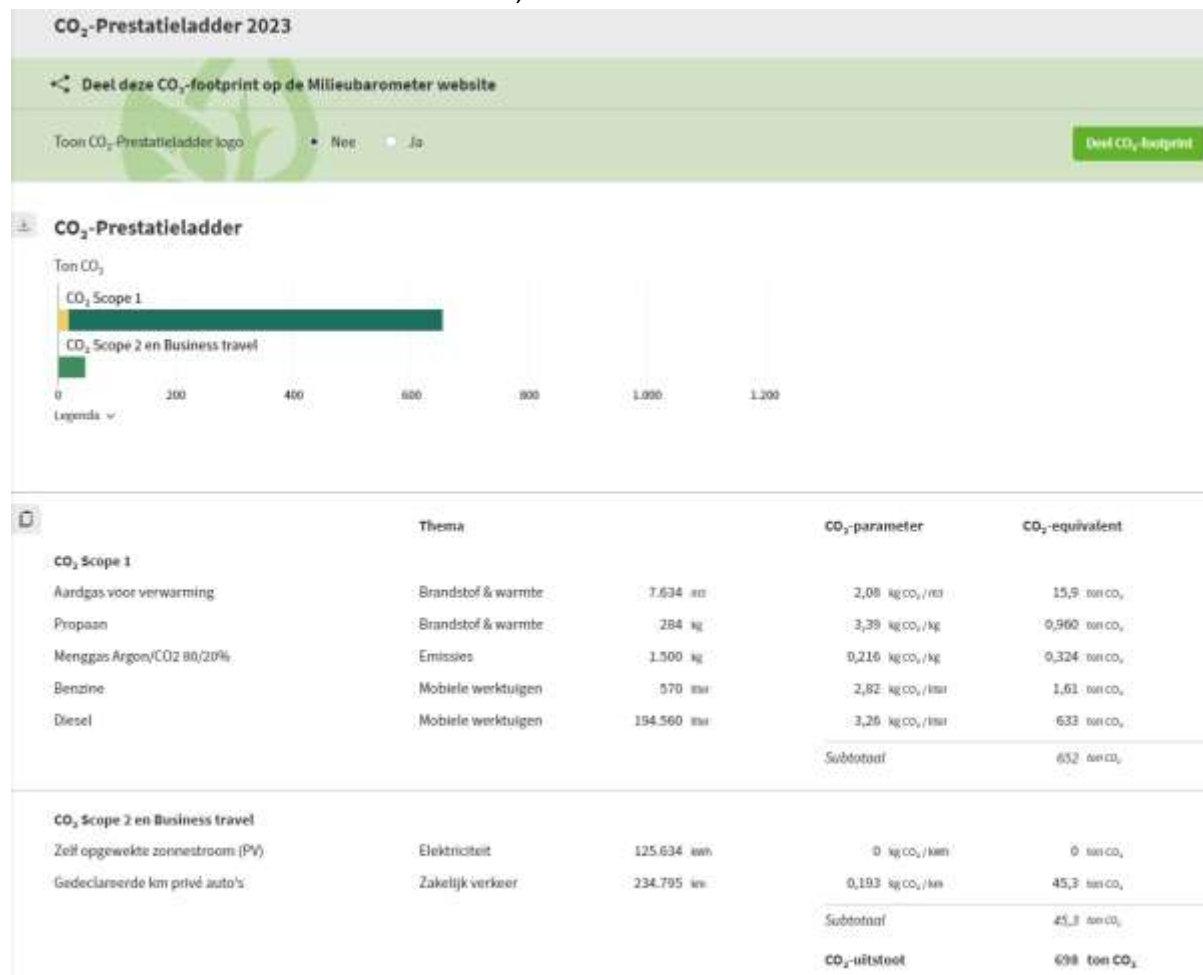 CO₂-Prestatieladder 2023
Deel deze CO₂-footprint op de Milieubarometer website
Toon CO₂-Prestatieladder logo Nee Ja Deel CO₂-footprint
CO₂-Prestatieladder
Ton CO₂
CO₂ Scope 1
CO₂ Scope 2 en Business travel
0 200 400 600 800 1.000 1.200
Legenda
Thema CO₂-parameter CO₂-equivalent
CO₂ Scope 1
Aardgas voor verwarming Brandstof & warmte 7.634 m3 2,08 kg CO₂/m3 15,9 ton CO₂
Propaan Brandstof & warmte 284 kg 3,39 kg CO₂/kg 0,960 ton CO₂
Menggas Argon/CO2 80/20% Emissies 1.500 kg 0,216 kg CO₂/kg 0,324 ton CO₂
Benzine Mobiele werktuigen 570 liter 2,82 kg CO₂/liter 1,61 ton CO₂
Diesel Mobiele werktuigen 194.560 liter 3,26 kg CO₂/liter 633 ton CO₂
Subtotaal 652 ton CO₂
CO₂ Scope 2 en Business travel
Zelf opgewekte zonnestroom (PV) Elektriciteit 125.634 kWh 0 kg CO₂/kWh 0 ton CO₂
Gedeclareerde km privé auto's Zakelijk verkeer 234.795 km 0,193 kg CO₂/km 45,3 ton CO₂
Subtotaal 45,3 ton CO₂
CO₂-uitstoot 698 ton CO₂